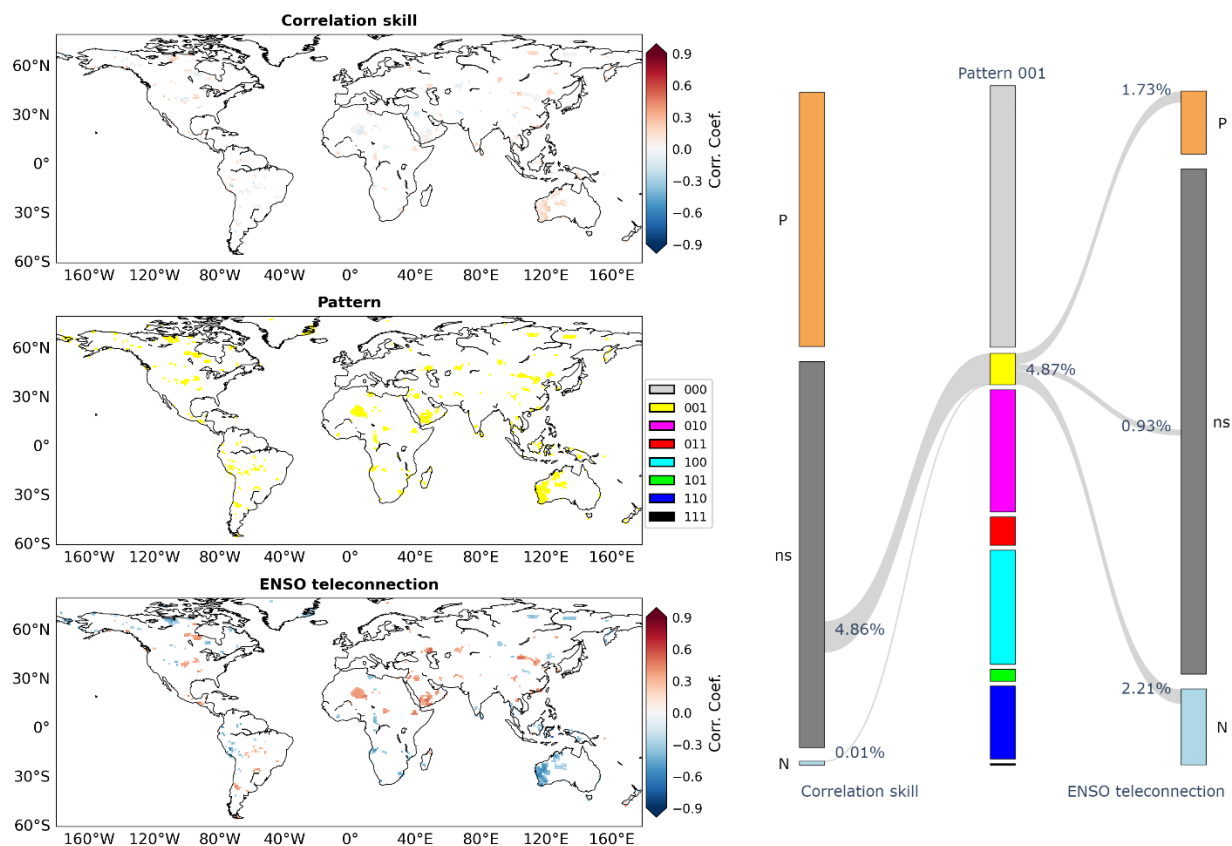 Correlation skill
60°N
30°N
0°
30°S
60°S
160°W 120°W 80°W 40°W 0° 40°E 80°E 120°E 160°E
0.9
0.6
0.3
0.0
−0.3
−0.6
−0.9
Corr. Coef.
Pattern
60°N
30°N
0°
30°S
60°S
160°W 120°W 80°W 40°W 0° 40°E 80°E 120°E 160°E
000
001
010
011
100
101
110
111
ENSO teleconnection
60°N
30°N
0°
30°S
60°S
160°W 120°W 80°W 40°W 0° 40°E 80°E 120°E 160°E
0.9
0.6
0.3
0.0
−0.3
−0.6
−0.9
Corr. Coef.
Pattern 001
P
ns
N
4.86%
0.01%
4.87%
1.73%
0.93%
2.21%
P
ns
N
Correlation skill
ENSO teleconnection